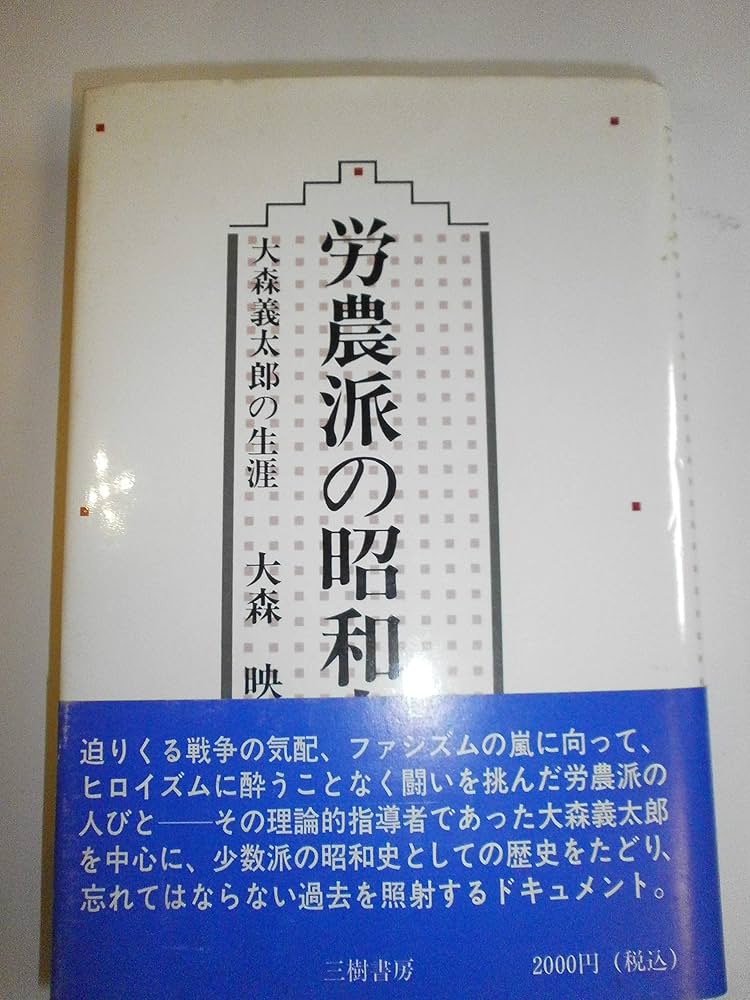 労農派の昭和
大森義太郎の生涯 大森 映
迫りくる戦争の気配、ファシズムの嵐に向って、
ヒロイズムに酔うことなく闘いを挑んだ労農派の
人びと──その理論的指導者であった大森義太郎
を中心に、少数派の昭和史としての歴史をたどり、
忘れてはならない過去を照射するドキュメント。
三樹書房 2000円(税込)